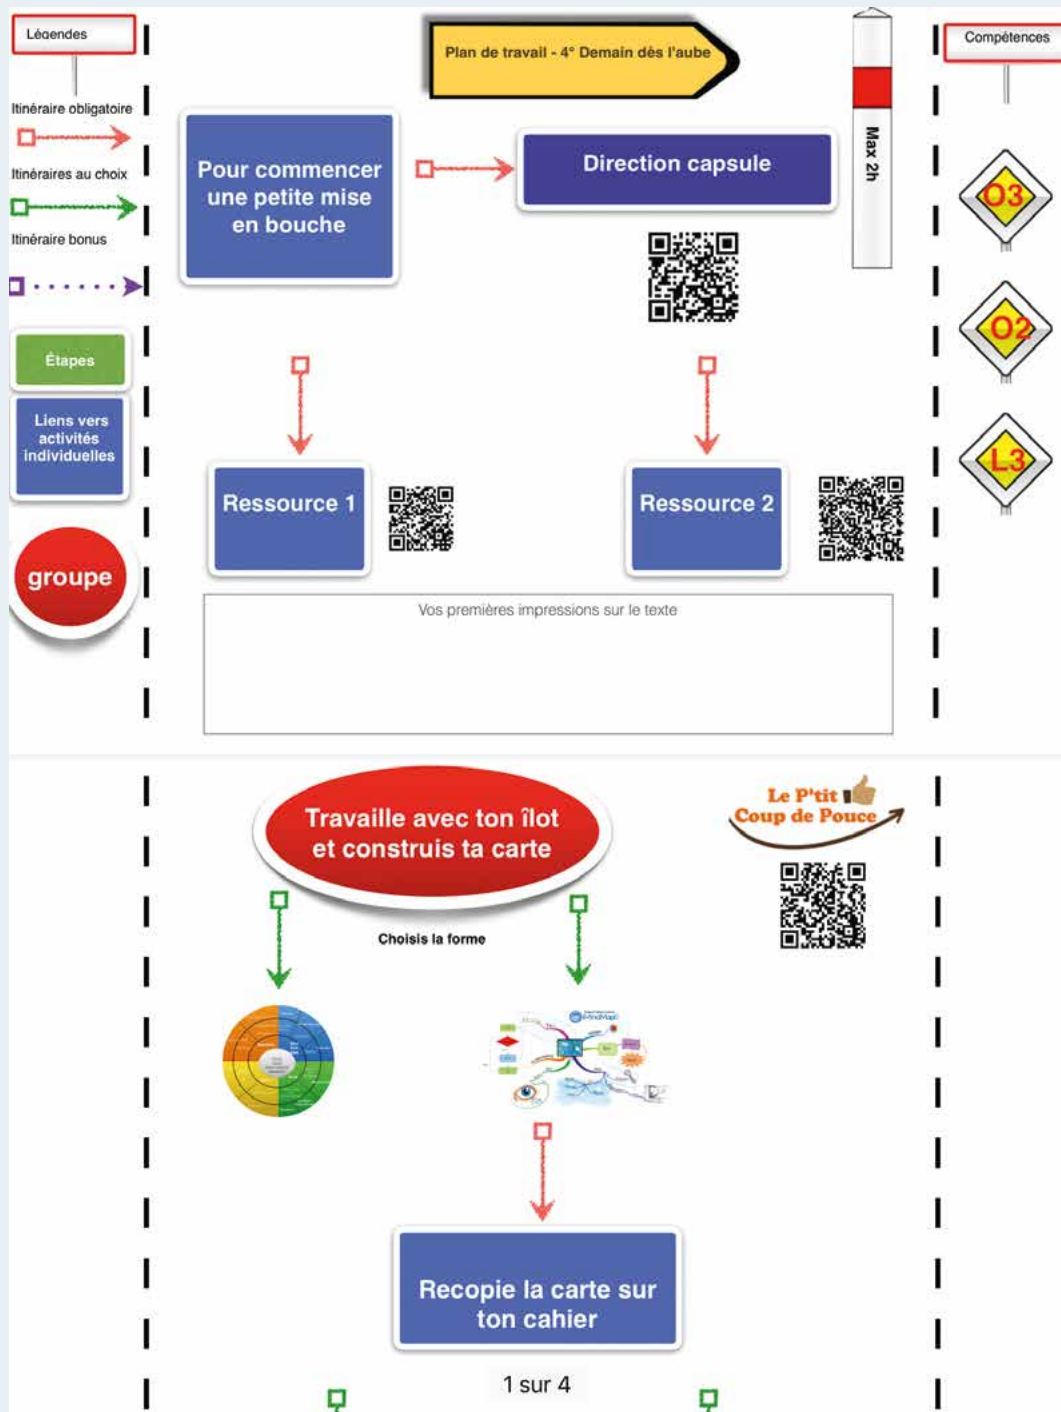 Légendes
Itinéraire obligatoire
Itinéraires au choix
Itinéraire bonus
Étapes
Liens vers
activités
individuelles
groupe
Plan de travail - 4° Demain dès l'aube
Pour commencer
une petite mise
en bouche
Direction capsule
Max 2h
Ressource 1
Ressource 2
Vos premières impressions sur le texte
Compétences
O3
O2
L3
Travaille avec ton îlot
et construis ta carte
Le P'tit
Coup de Pouce
Choisis la forme
Recopie la carte sur
ton cahier
1 sur 4